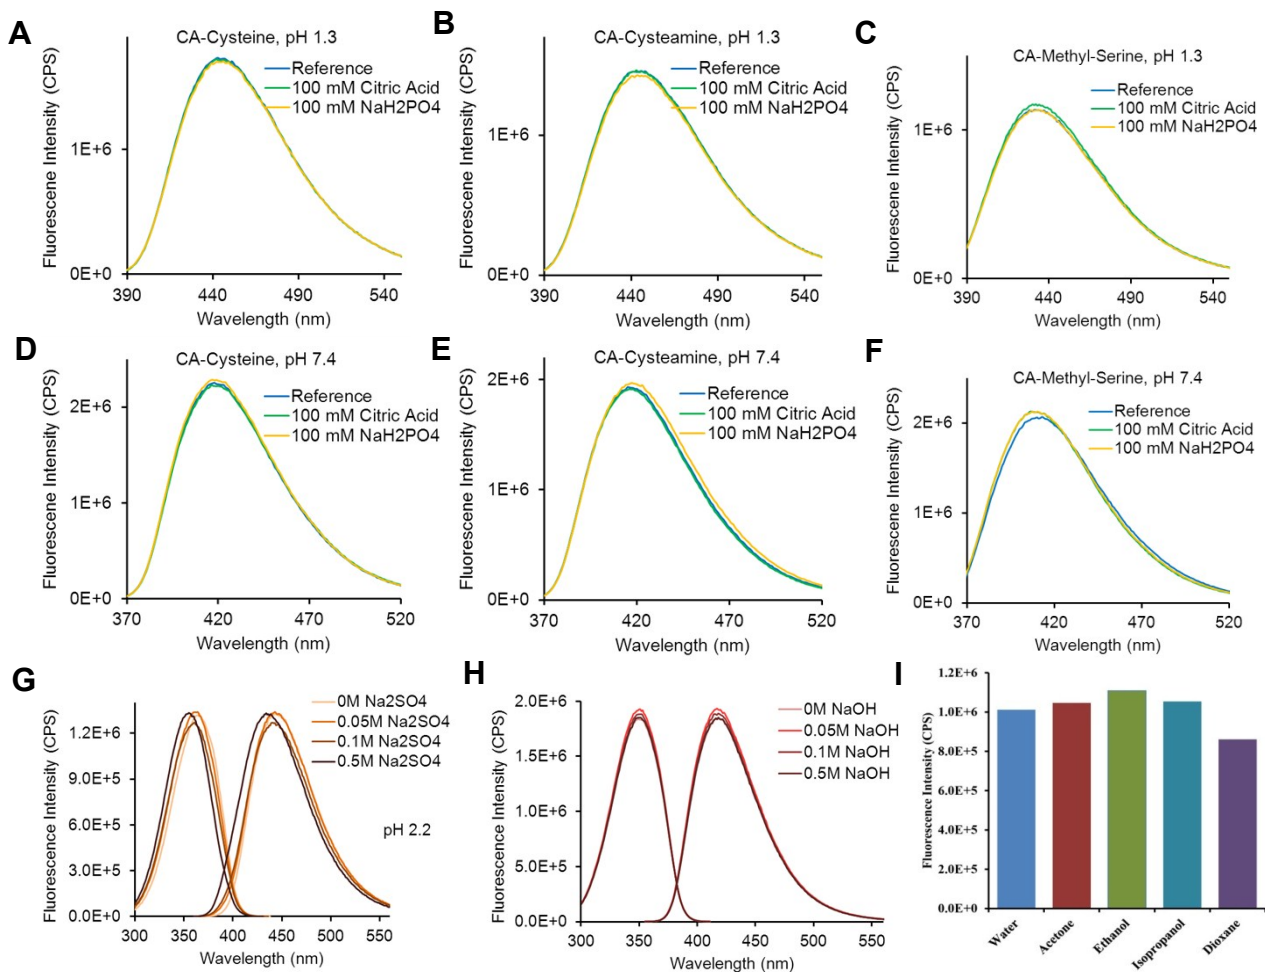 A
CA-Cysteine, pH 1.3
Fluorescene Intensity (CPS)
Reference
100 mM Citric Acid
100 mM NaH2PO4
1E+6
0E+0
390
440
490
540
Wavelength (nm)
B
CA-Cysteamine, pH 1.3
Fluorescene Intensity (CPS)
Reference
100 mM Citric Acid
100 mM NaH2PO4
1E+6
0E+0
390
440
490
540
Wavelength (nm)
C
CA-Methyl-Serine, pH 1.3
Fluorescene Intensity (CPS)
Reference
100 mM Citric Acid
100 mM NaH2PO4
1E+6
0E+0
390
440
490
540
Wavelength (nm)
D
CA-Cysteine, pH 7.4
Fluorescene Intensity (CPS)
Reference
100 mM Citric Acid
100 mM NaH2PO4
2E+6
1E+6
0E+0
370
420
470
520
Wavelength (nm)
E
CA-Cysteamine, pH 7.4
Fluorescene Intensity (CPS)
Reference
100 mM Citric Acid
100 mM NaH2PO4
2E+6
1E+6
0E+0
370
420
470
520
Wavelength (nm)
F
CA-Methyl-Serine, pH 7.4
Fluorescene Intensity (CPS)
Reference
100 mM Citric Acid
100 mM NaH2PO4
2E+6
1E+6
0E+0
370
420
470
520
Wavelength (nm)
G
Fluorescence Intensity (CPS)
0M Na2SO4
0.05M Na2SO4
0.1M Na2SO4
0.5M Na2SO4
pH 2.2
1.2E+6
9.0E+5
6.0E+5
3.0E+5
0.0E+0
300
350
400
450
500
550
Wavelength (nm)
H
Fluorescence Intensity (CPS)
0M NaOH
0.05M NaOH
0.1M NaOH
0.5M NaOH
2.0E+6
1.5E+6
1.0E+6
5.0E+5
0.0E+0
300
350
400
450
500
550
Wavelength (nm)
I
Fluorescence Intensity (CPS)
1.2E+6
1.0E+6
8.0E+5
6.0E+5
4.0E+5
2.0E+5
0.0E+0
Water
Acetone
Ethanol
Isopropanol
Dioxane